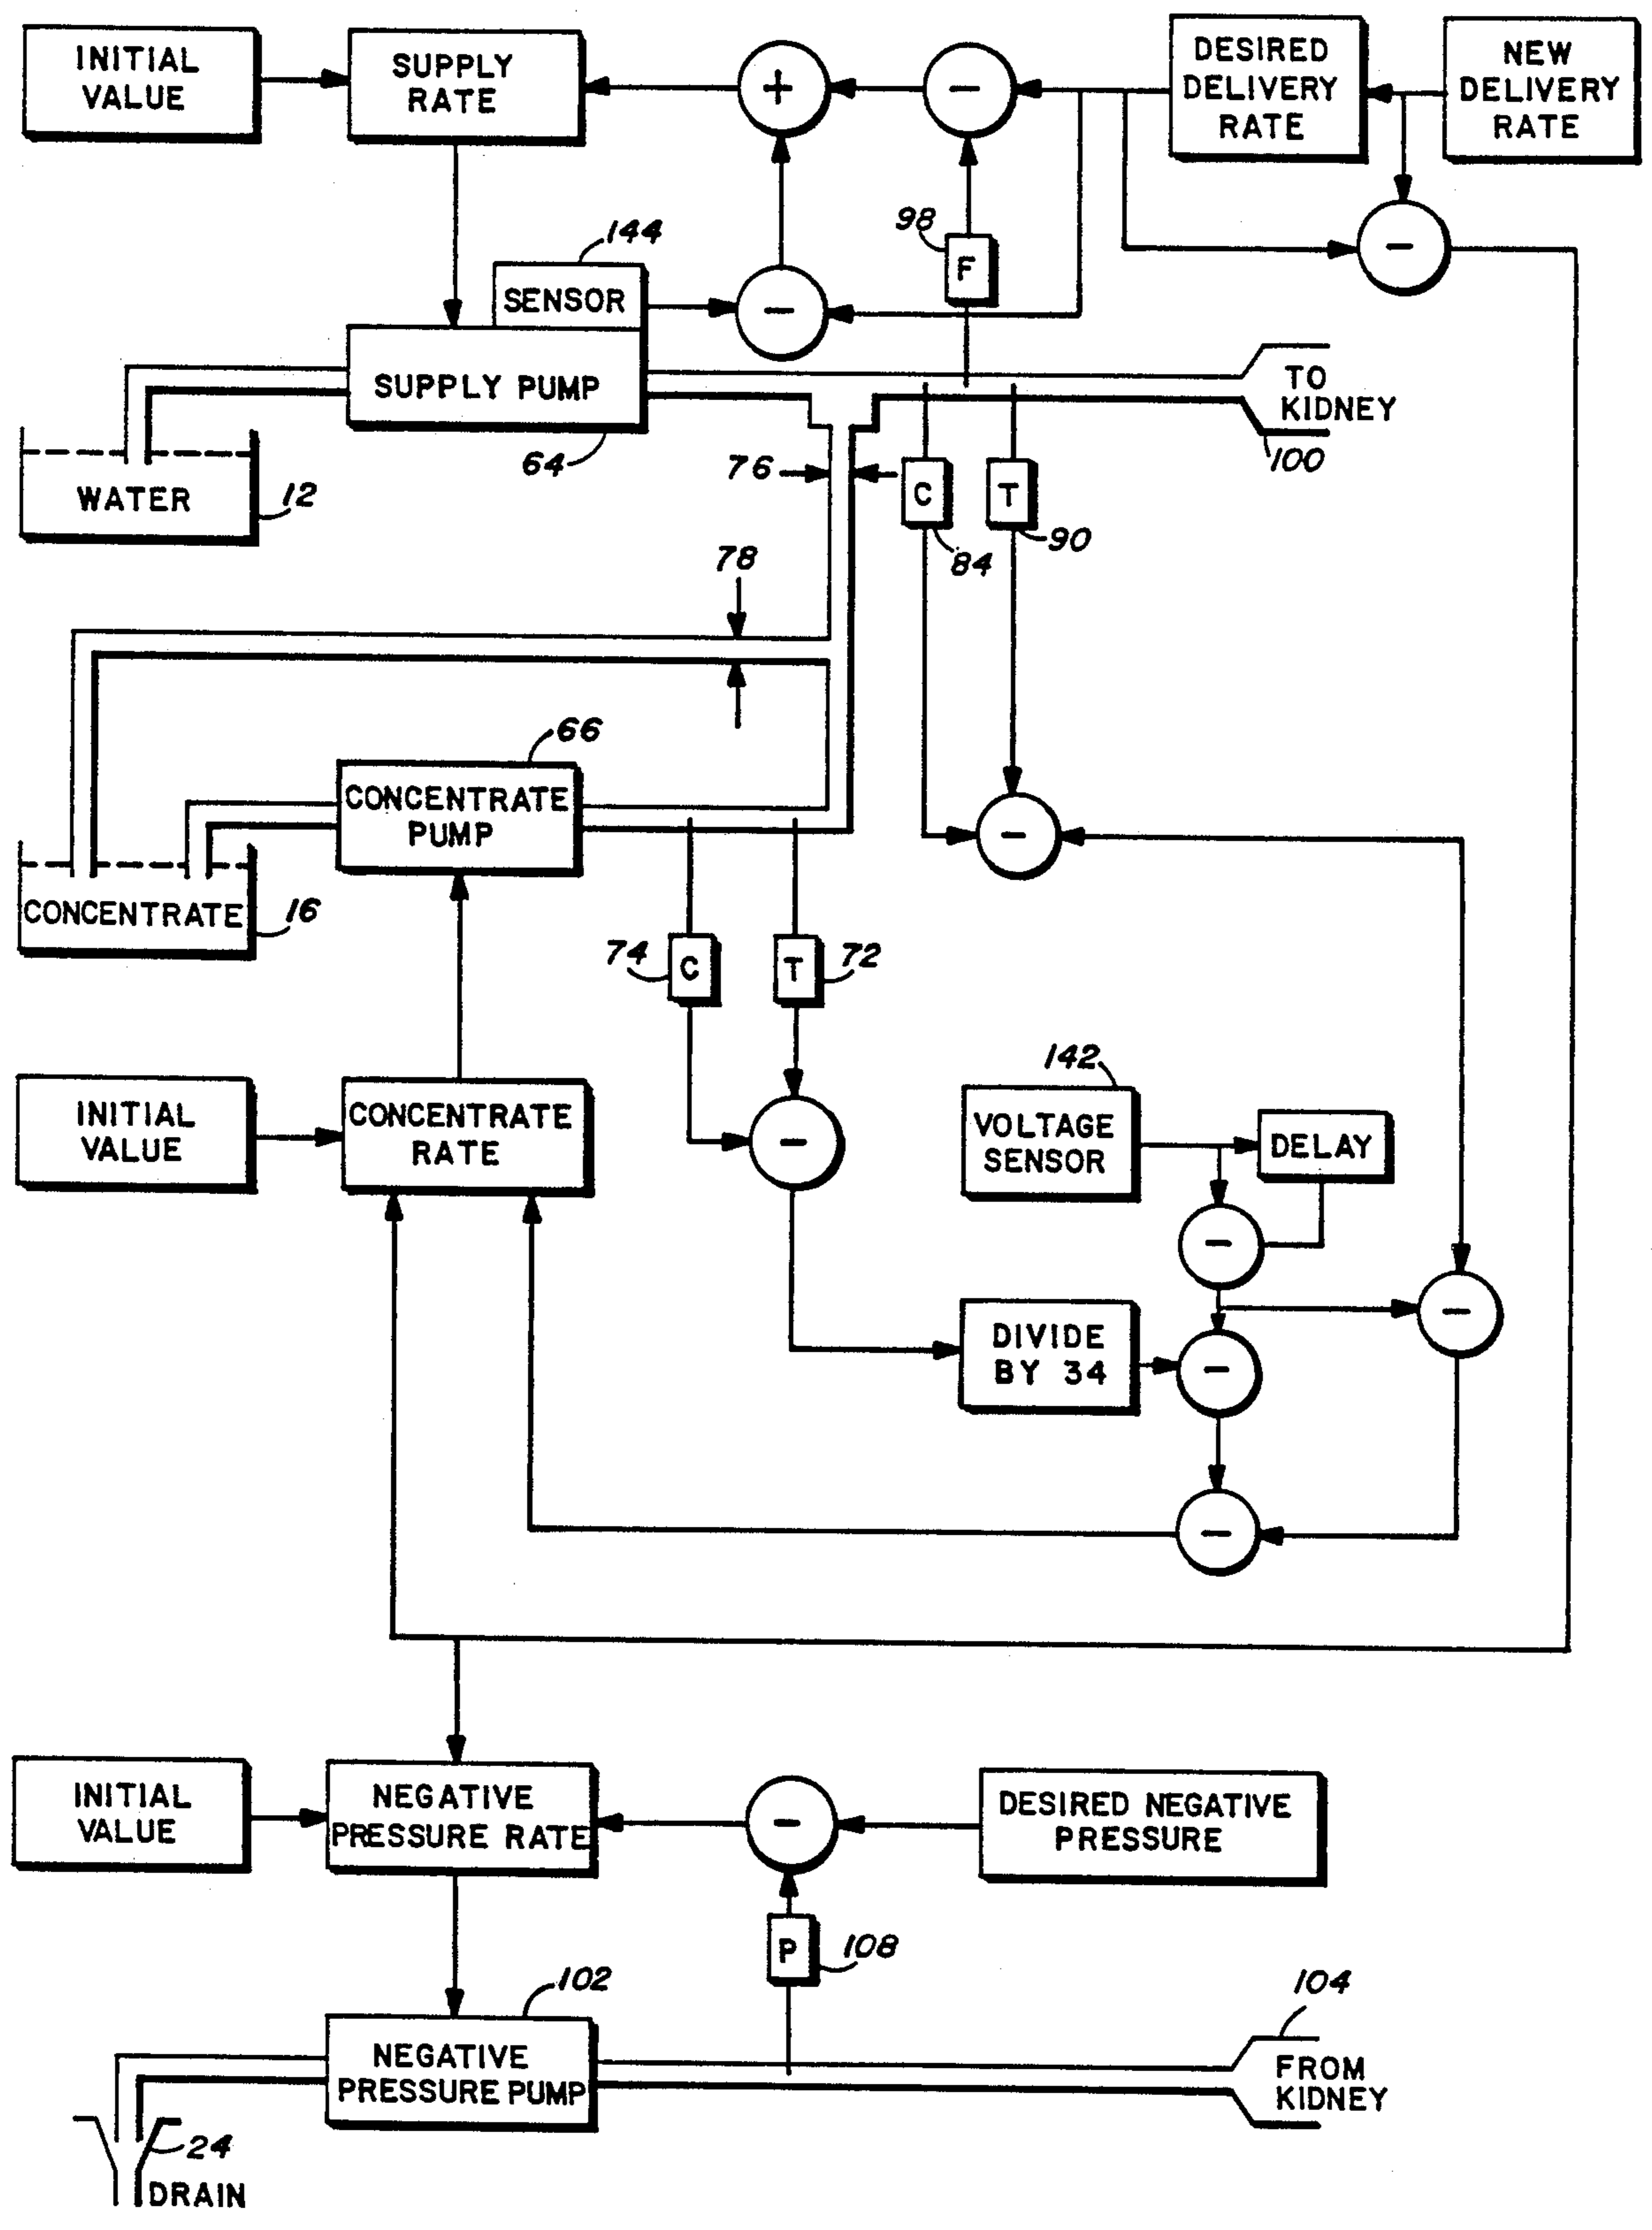 INITIAL
VALUE
SUPPLY
RATE
+
−
DESIRED
DELIVERY
RATE
NEW
DELIVERY
RATE
−
98
F
144
SENSOR
−
SUPPLY PUMP
64
TO
KIDNEY
100
WATER
12
76
C
84
T
90
78
66
CONCENTRATE
PUMP
−
CONCENTRATE
16
74
C
T
72
INITIAL
VALUE
CONCENTRATE
RATE
−
142
VOLTAGE
SENSOR
DELAY
−
DIVIDE
BY 34
−
−
−
INITIAL
VALUE
NEGATIVE
PRESSURE RATE
−
DESIRED NEGATIVE
PRESSURE
P
108
102
NEGATIVE
PRESSURE PUMP
104
FROM
KIDNEY
24
DRAIN